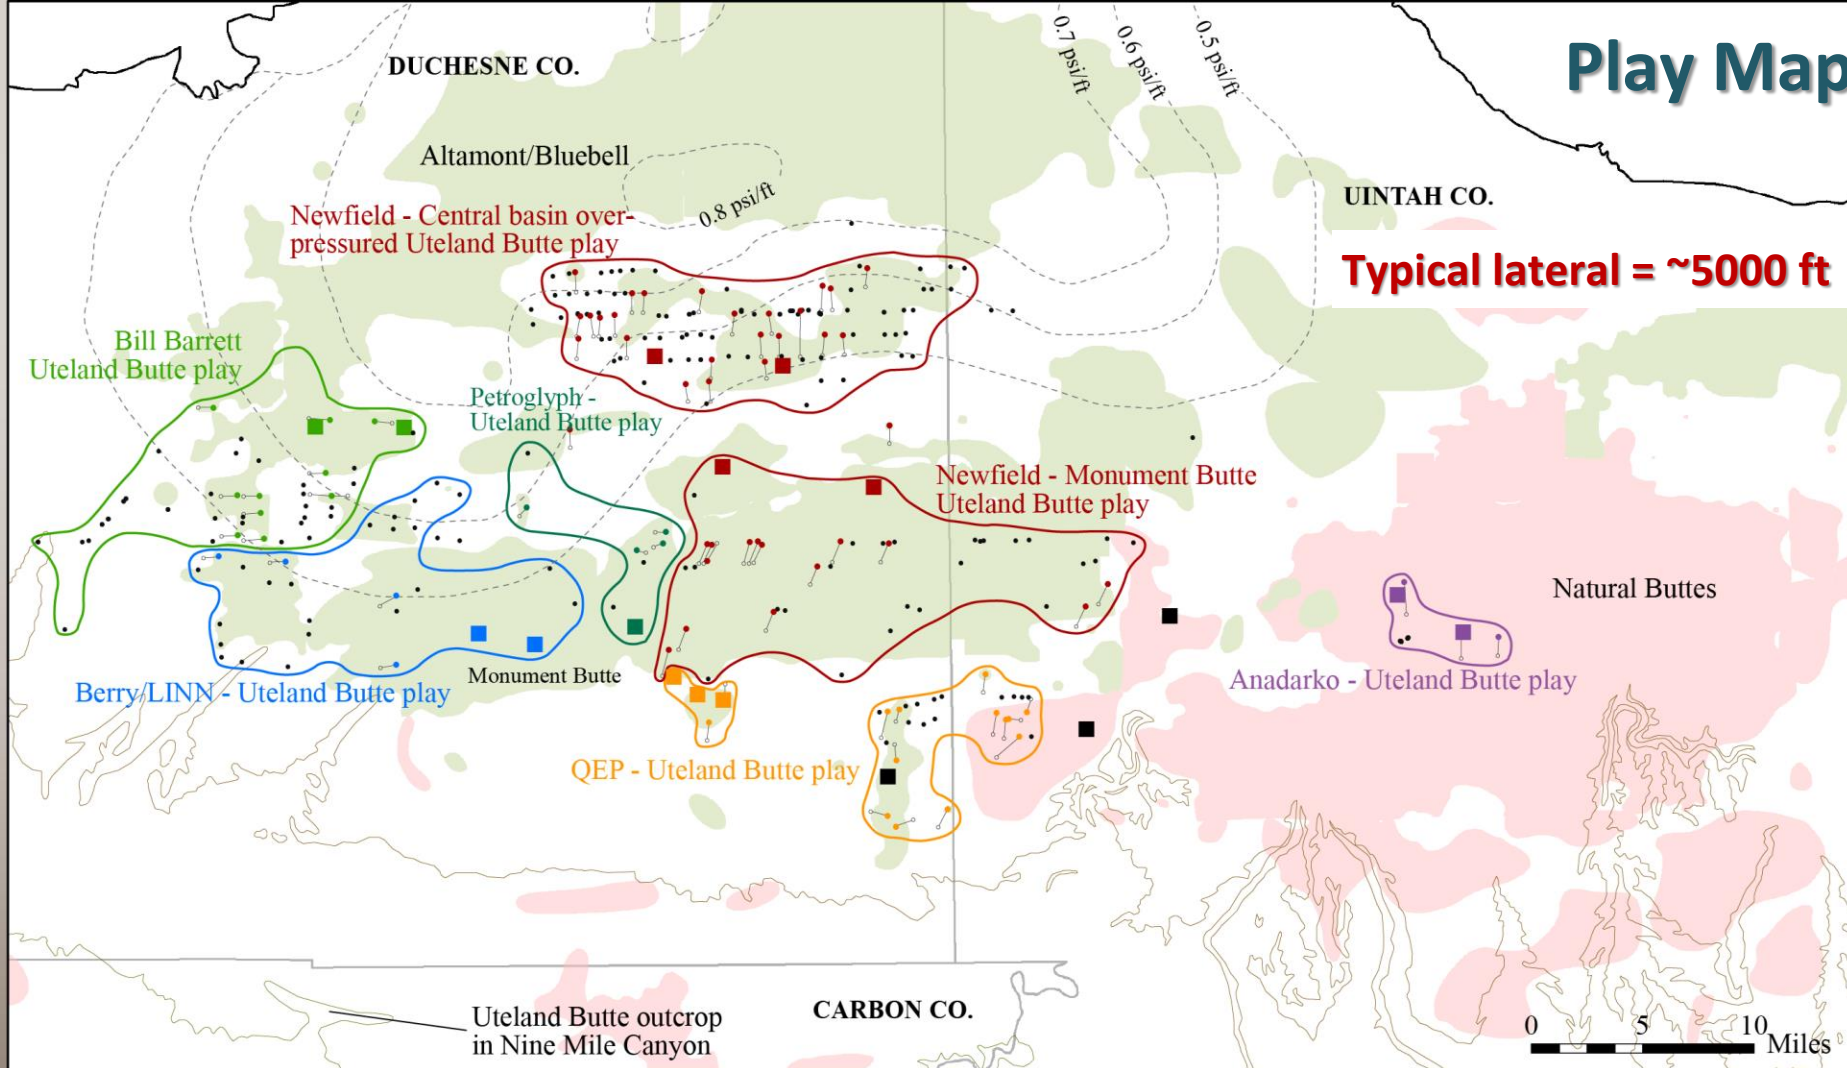 Play Map
DUCHESNE CO.
0.7 psi/ft
0.6 psi/ft
0.5 psi/ft
Altamont/Bluebell
0.8 psi/ft
UINTAH CO.
Newfield - Central basin over-
pressured Uteland Butte play
Typical lateral = ~5000 ft
Bill Barrett
Uteland Butte play
Petroglyph -
Uteland Butte play
Newfield - Monument Butte
Uteland Butte play
Natural Buttes
Monument Butte
Anadarko - Uteland Butte play
Berry/LINN - Uteland Butte play
QEP - Uteland Butte play
Uteland Butte outcrop
in Nine Mile Canyon
CARBON CO.
0 5 10
Miles